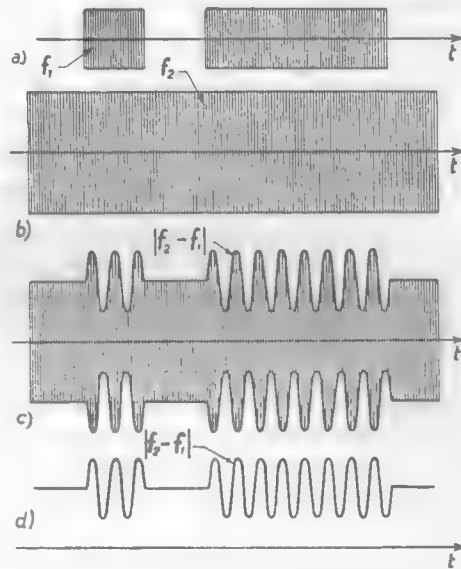 a)
f₁
f₂
t
t
b)
|f₂ - f₁|
t
c)
|f₂ - f₁|
d)
t